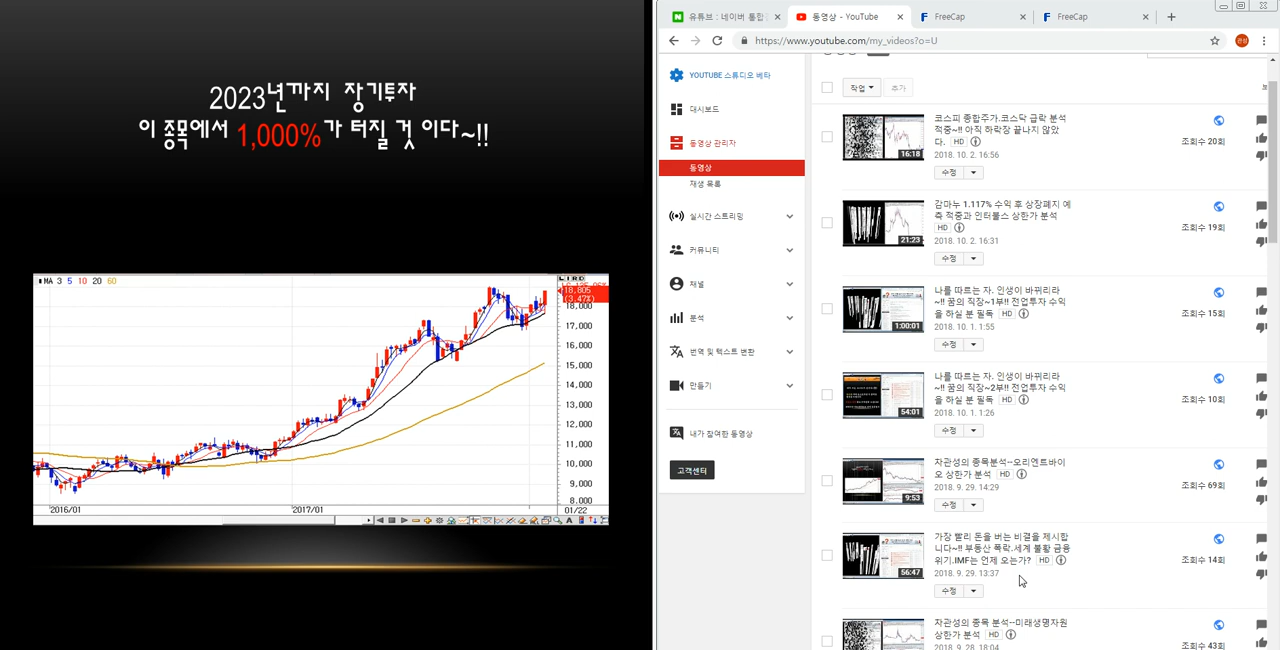 2023년까지 장기투자
이 종목에서 1,000%가 터질 것 이다~!!
MA 3 5 10 20 60
18,805
(3.47%)
18,000
17,000
16,000
15,000
14,000
13,000
12,000
11,000
10,000
9,000
8,000
2016/01
2017/01
01/22
유튜브 : 네이버 통합
동영상 - YouTube
FreeCap
FreeCap
https://www.youtube.com/my_videos?o=U
YOUTUBE 스튜디오 베타
대시보드
동영상 관리자
동영상
재생 목록
실시간 스트리밍
커뮤니티
채널
분석
번역 및 텍스트 변환
만들기
내가 참여한 동영상
고객센터
작업
추가
16:18
코스피 종합주가.코스닥 급락 분석
적중~!! 아직 하락장 끝나지 않았
다. HD
2018. 10. 2. 16:56
수정
조회수 20회
21:23
감마누 1.117% 수익 후 상장폐지 예
측 적중과 인터불스 상한가 분석
HD
2018. 10. 2. 16:31
수정
조회수 19회
1:00:01
나를 따르는 자. 인생이 바뀌리라
~!! 꿈의 직장~1부!! 전업투자 수익
을 하실 분 필독 HD
2018. 10. 1. 1:55
수정
조회수 15회
54:01
나를 따르는 자. 인생이 바뀌리라
~!! 꿈의 직장~2부!! 전업투자 수익
을 하실 분 필독 HD
2018. 10. 1. 1:26
수정
조회수 10회
9:53
차관성의 종목분석--오리엔트바이
오 상한가 분석 HD
2018. 9. 29. 14:29
수정
조회수 69회
56:47
가장 빨리 돈을 버는 비결을 제시합
니다~!! 부동산 폭락.세계 불황 금융
위기.IMF는 언제 오는가? HD
2018. 9. 29. 13:37
수정
조회수 14회
차관성의 종목 분석--미래생명자원
상한가 분석 HD
2018. 9. 28. 18:04
조회수 43회